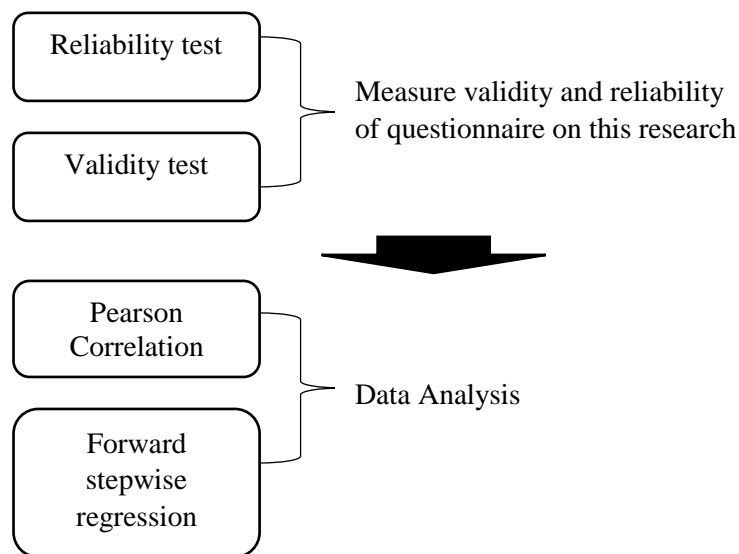 Reliability test
Measure validity and reliability
of questionnaire on this research
Validity test
Pearson
Correlation
Data Analysis
Forward
stepwise
regression